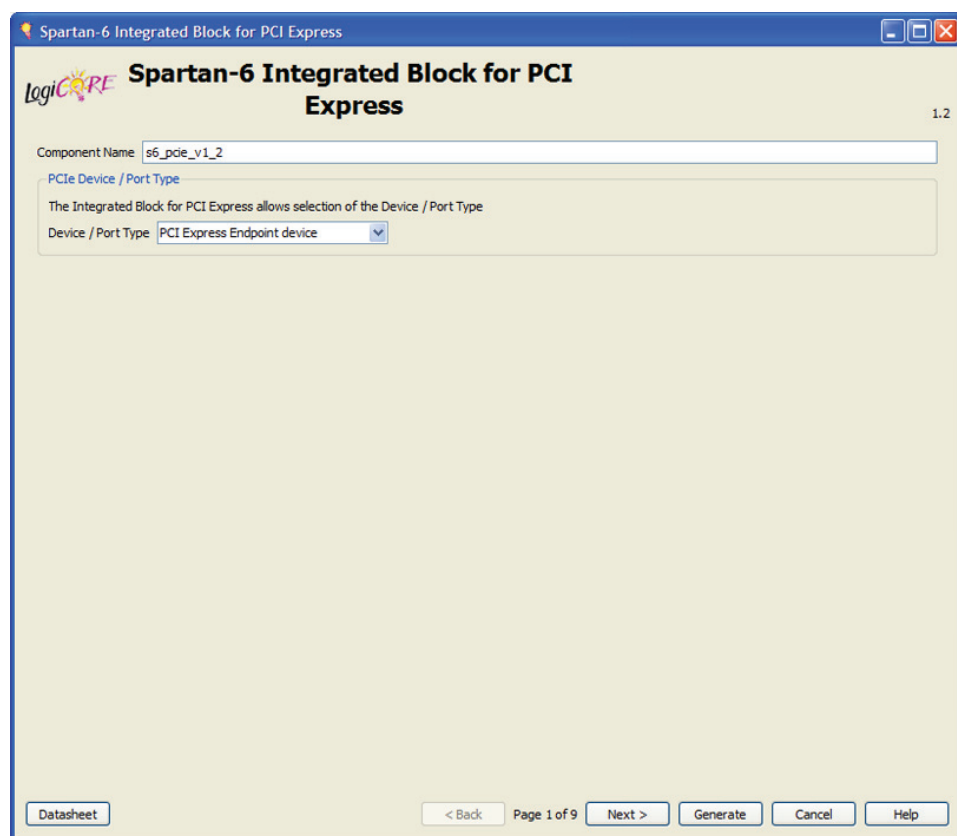 Spartan-6 Integrated Block for PCI Express
LogiCORE
Spartan-6 Integrated Block for PCI
Express
1.2
Component Name s6_pcie_v1_2
PCIe Device / Port Type
The Integrated Block for PCI Express allows selection of the Device / Port Type
Device / Port Type PCI Express Endpoint device
Datasheet < Back Page 1 of 9 Next > Generate Cancel Help